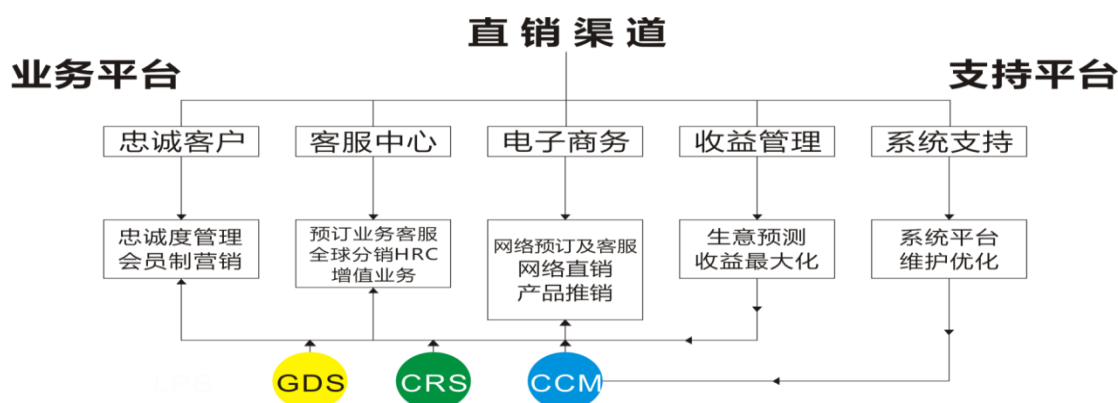 直销渠道
业务平台
支持平台
忠诚客户
客服中心
电子商务
收益管理
系统支持
忠诚度管理
会员制营销
预订业务客服
全球分销HRC
增值业务
网络预订及客服
网络直销
产品推销
生意预测
收益最大化
系统平台
维护优化
GDS
CRS
CCM